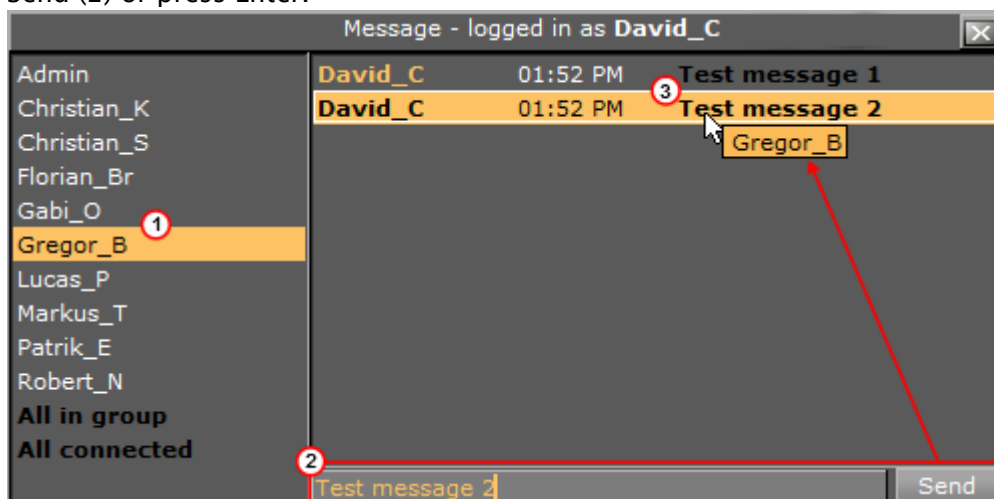 Send (2) or press Enter.
Message - logged in as David_C
Admin
Christian_K
Christian_S
Florian_Br
Gabi_O
1
Gregor_B
Lucas_P
Markus_T
Patrik_E
Robert_N
All in group
All connected
David_C 01:52 PM Test message 1
3
David_C 01:52 PM Test message 2
Gregor_B
2
Test message 2
Send